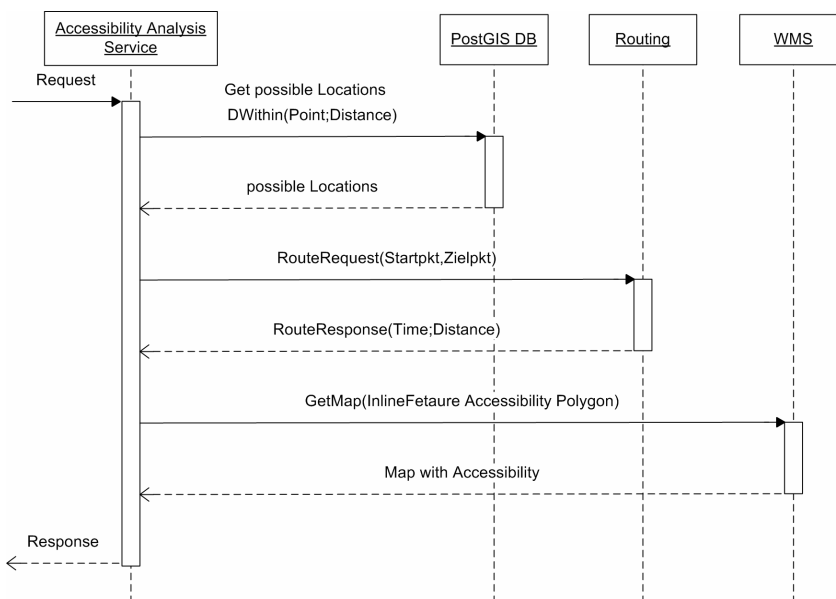 Accessibility Analysis
Service
PostGIS DB
Routing
WMS
Request
Get possible Locations
DWithin(Point;Distance)
possible Locations
RouteRequest(Startpkt,Zielpkt)
RouteResponse(Time;Distance)
GetMap(InlineFetaure Accessibility Polygon)
Map with Accessibility
Response